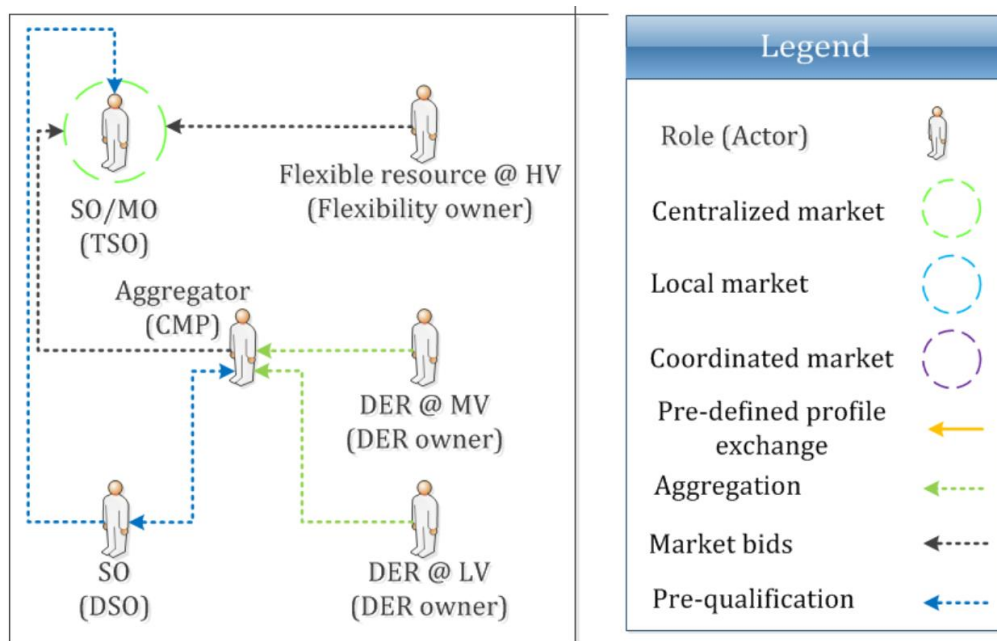 SO/MO
(TSO)
Flexible resource @ HV
(Flexibility owner)
Aggregator
(CMP)
DER @ MV
(DER owner)
SO
(DSO)
DER @ LV
(DER owner)
Legend
Role (Actor)
Centralized market
Local market
Coordinated market
Pre-defined profile
exchange
Aggregation
Market bids
Pre-qualification